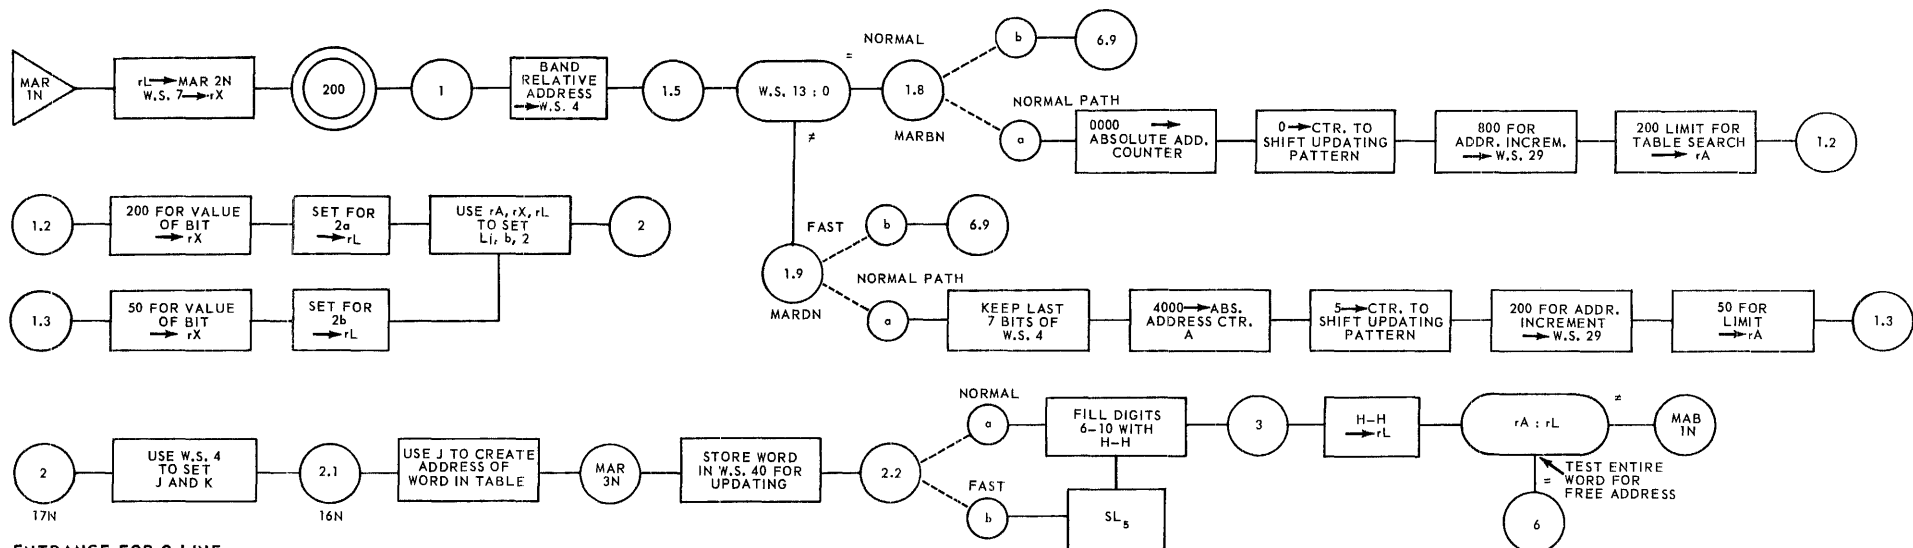 MAR
1N
rL→MAR 2N
W.S. 7→rX
200
1
BAND
RELATIVE
ADDRESS
→W.S. 4
1.5
W.S. 13 : 0
=
NORMAL
≠
1.8
MARBN
b
6.9
NORMAL PATH
a
0000 →
ABSOLUTE ADD.
COUNTER
0→CTR. TO
SHIFT UPDATING
PATTERN
800 FOR
ADDR. INCREM.
→W.S. 29
200 LIMIT FOR
TABLE SEARCH
→ rA
1.2
1.2
200 FOR VALUE
OF BIT
→rX
SET FOR
2a
→rL
USE rA, rX, rL
TO SET
Li, b, 2
2
1.3
50 FOR VALUE
OF BIT
→rX
SET FOR
2b
→rL
FAST
b
6.9
1.9
MARDN
NORMAL PATH
a
KEEP LAST
7 BITS OF
W.S. 4
4000→ABS.
ADDRESS CTR.
A
5→CTR. TO
SHIFT UPDATING
PATTERN
200 FOR ADDR.
INCREMENT
→W.S. 29
50 FOR
LIMIT
→rA
1.3
2
17N
USE W.S. 4
TO SET
J AND K
2.1
16N
USE J TO CREATE
ADDRESS OF
WORD IN TABLE
MAR
3N
STORE WORD
IN W.S. 40 FOR
UPDATING
2.2
NORMAL
a
FILL DIGITS
6-10 WITH
H-H
3
H-H
→rL
rA : rL
≠
MAB
1N
FAST
b
SL5
=
TEST ENTIRE
WORD FOR
FREE ADDRESS
6
ENTRANCE FOR C LINE